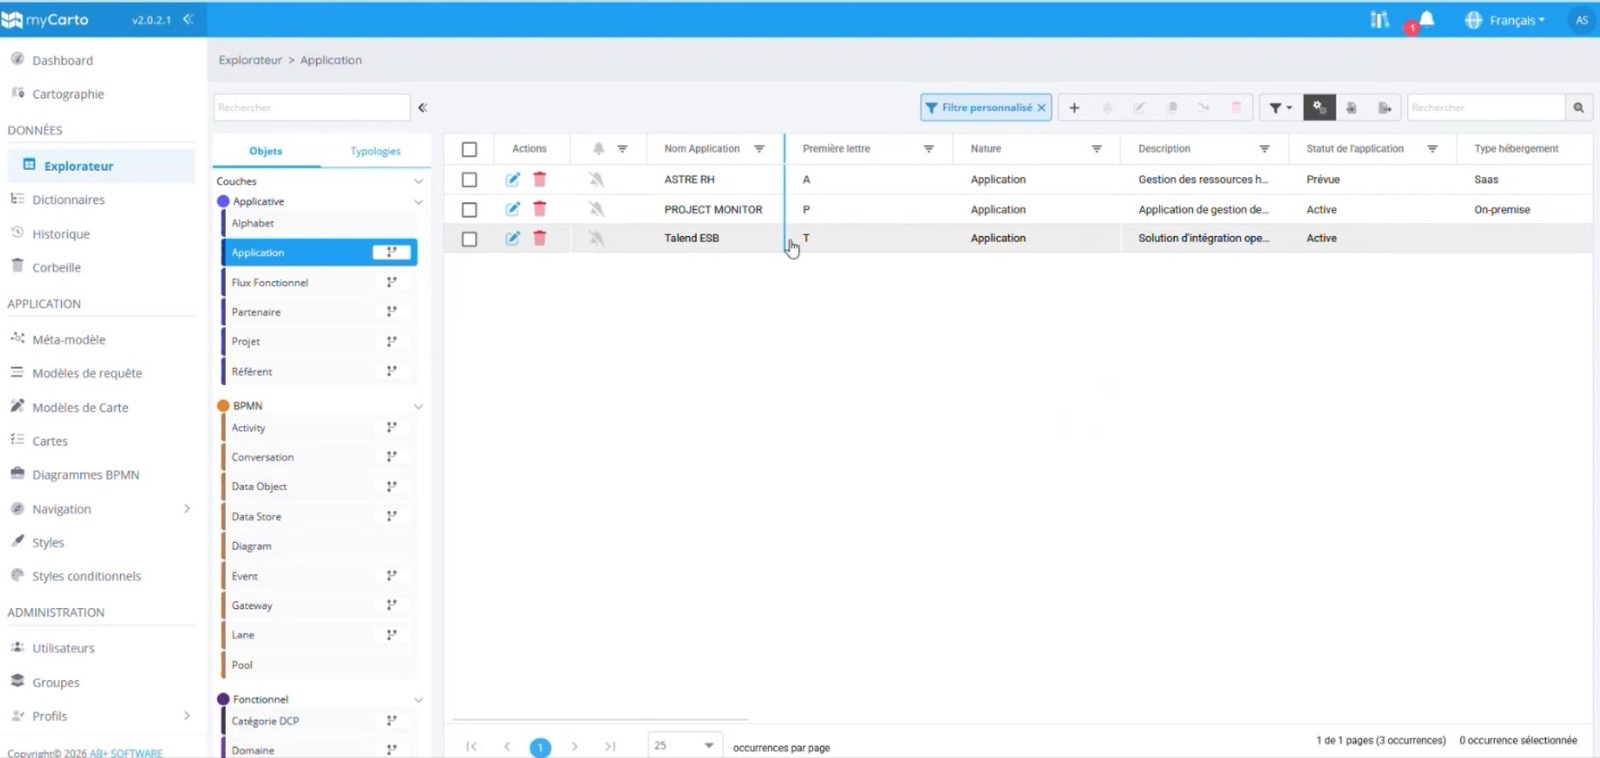 myCarto v2.0.2.1
1 Français AS
Dashboard
Cartographie
DONNÉES
Explorateur
Dictionnaires
Historique
Corbeille
APPLICATION
Méta-modèle
Modèles de requête
Modèles de Carte
Cartes
Diagrammes BPMN
Navigation
Styles
Styles conditionnels
ADMINISTRATION
Utilisateurs
Groupes
Profils
Copyright© 2026 AB+ SOFTWARE
Explorateur > Application
Rechercher
Filtre personnalisé
Rechercher
Objets Typologies
Couches
Applicative
Alphabet
Application
Flux Fonctionnel
Partenaire
Projet
Référent
BPMN
Activity
Conversation
Data Object
Data Store
Diagram
Event
Gateway
Lane
Pool
Fonctionnel
Catégorie DCP
Domaine
Actions Nom Application Première lettre Nature Description Statut de l'application Type hébergement
ASTRE RH A Application Gestion des ressources h... Prévue Saas
PROJECT MONITOR P Application Application de gestion de... Active On-premise
Talend ESB T Application Solution d'intégration ope... Active
1 25 occurrences par page
1 de 1 pages (3 occurrences) 0 occurrence sélectionnée